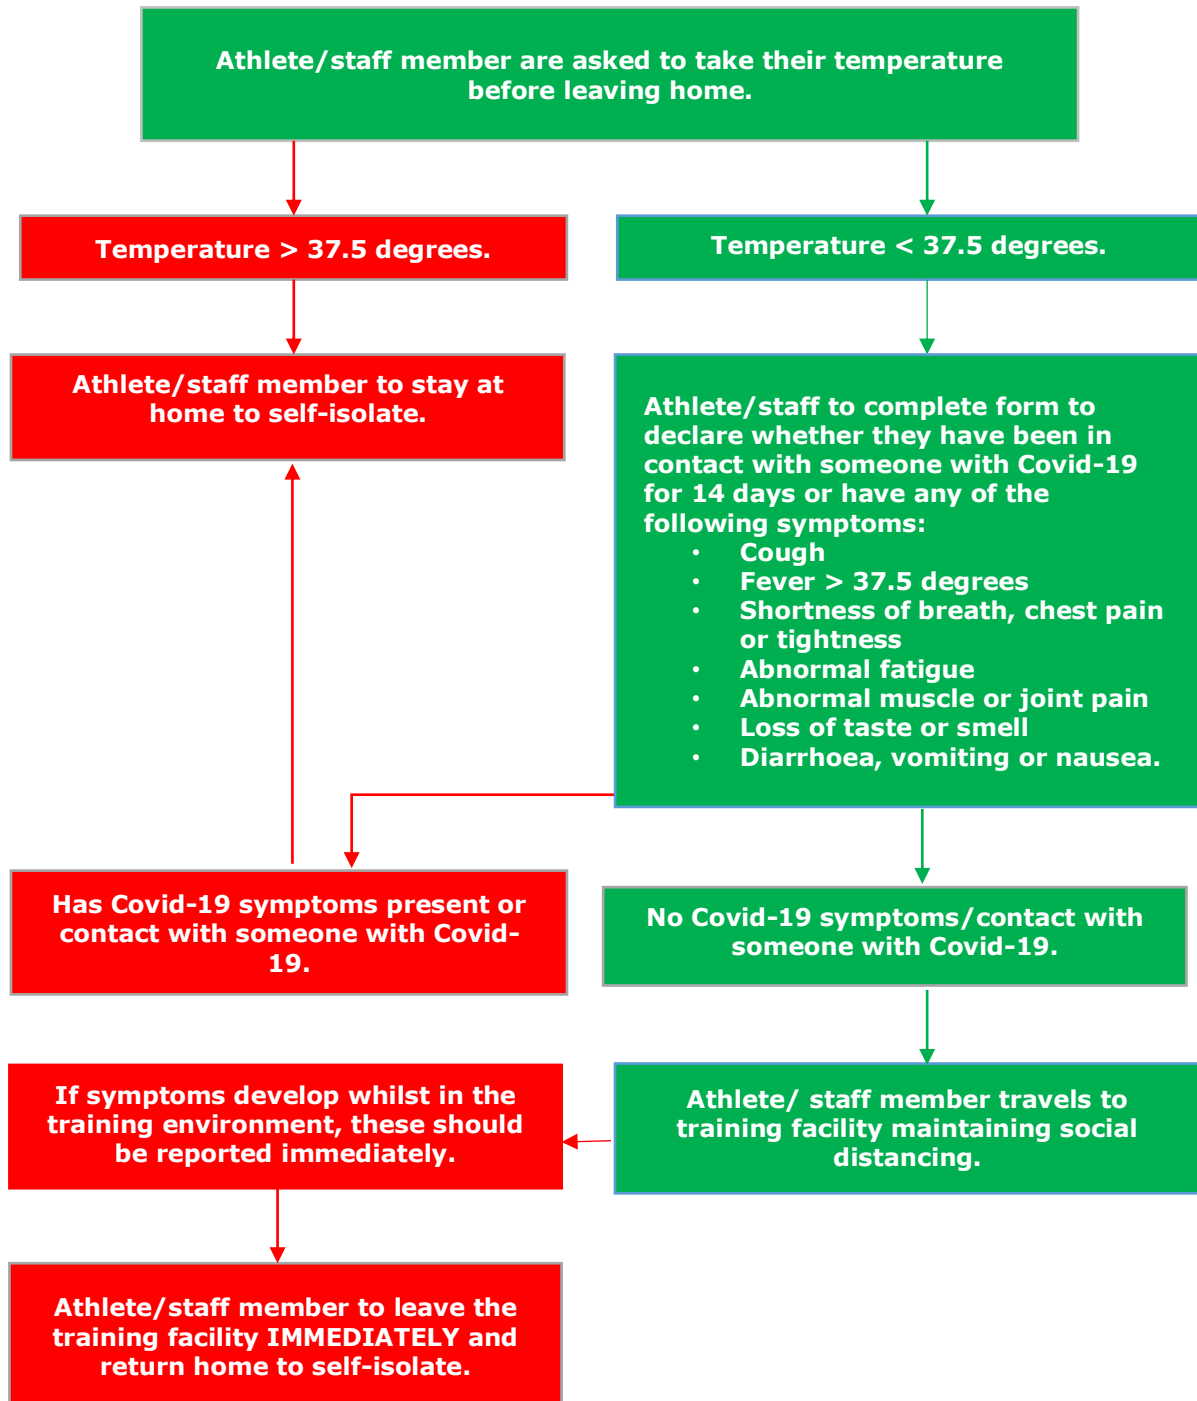 Athlete/staff member are asked to take their temperature
before leaving home.
Temperature > 37.5 degrees.
Temperature < 37.5 degrees.
Athlete/staff member to stay at
home to self-isolate.
Athlete/staff to complete form to
declare whether they have been in
contact with someone with Covid-19
for 14 days or have any of the
following symptoms:
• Cough
• Fever > 37.5 degrees
• Shortness of breath, chest pain
or tightness
• Abnormal fatigue
• Abnormal muscle or joint pain
• Loss of taste or smell
• Diarrhoea, vomiting or nausea.
Has Covid-19 symptoms present or
contact with someone with Covid-
19.
No Covid-19 symptoms/contact with
someone with Covid-19.
If symptoms develop whilst in the
training environment, these should
be reported immediately.
Athlete/ staff member travels to
training facility maintaining social
distancing.
Athlete/staff member to leave the
training facility IMMEDIATELY and
return home to self-isolate.